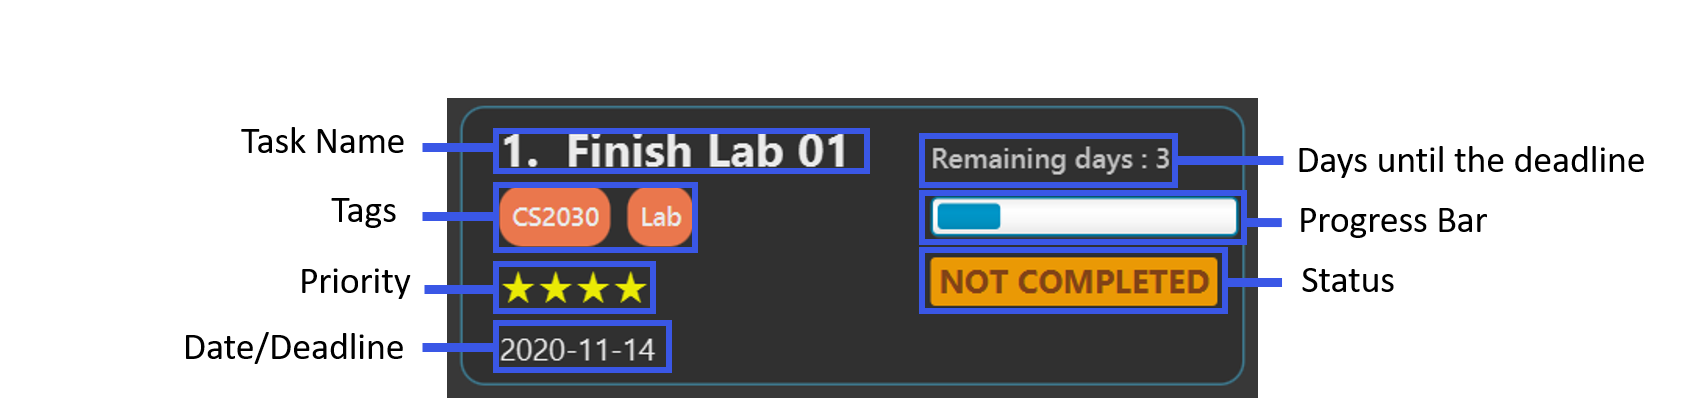 Task Name
1. Finish Lab 01
Remaining days : 3
Days until the deadline
Tags
CS2030 Lab
Progress Bar
Priority
NOT COMPLETED
Status
Date/Deadline
2020-11-14